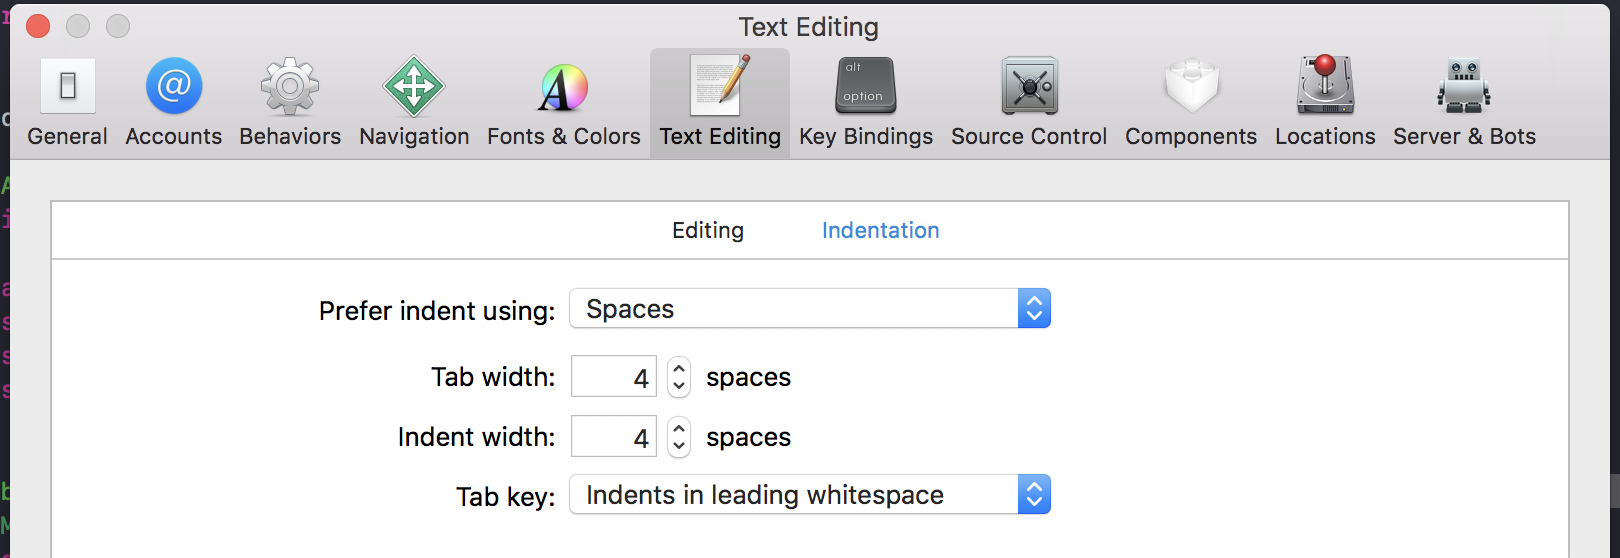 Text Editing
alt
option
General Accounts Behaviors Navigation Fonts & Colors Text Editing Key Bindings Source Control Components Locations Server & Bots
Editing Indentation
Prefer indent using: Spaces
Tab width: 4 spaces
Indent width: 4 spaces
Tab key: Indents in leading whitespace